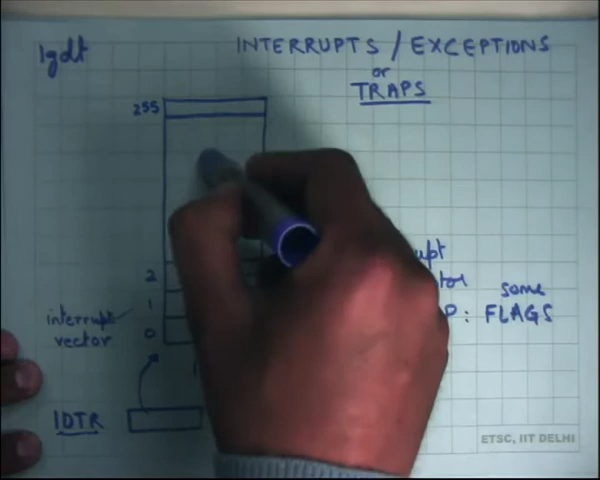 lgdt
INTERRUPTS / EXCEPTIONS
or
TRAPS
255
2
1
interrupt
vector
0
some
: FLAGS
IDTR
ETSC, IIT DELHI